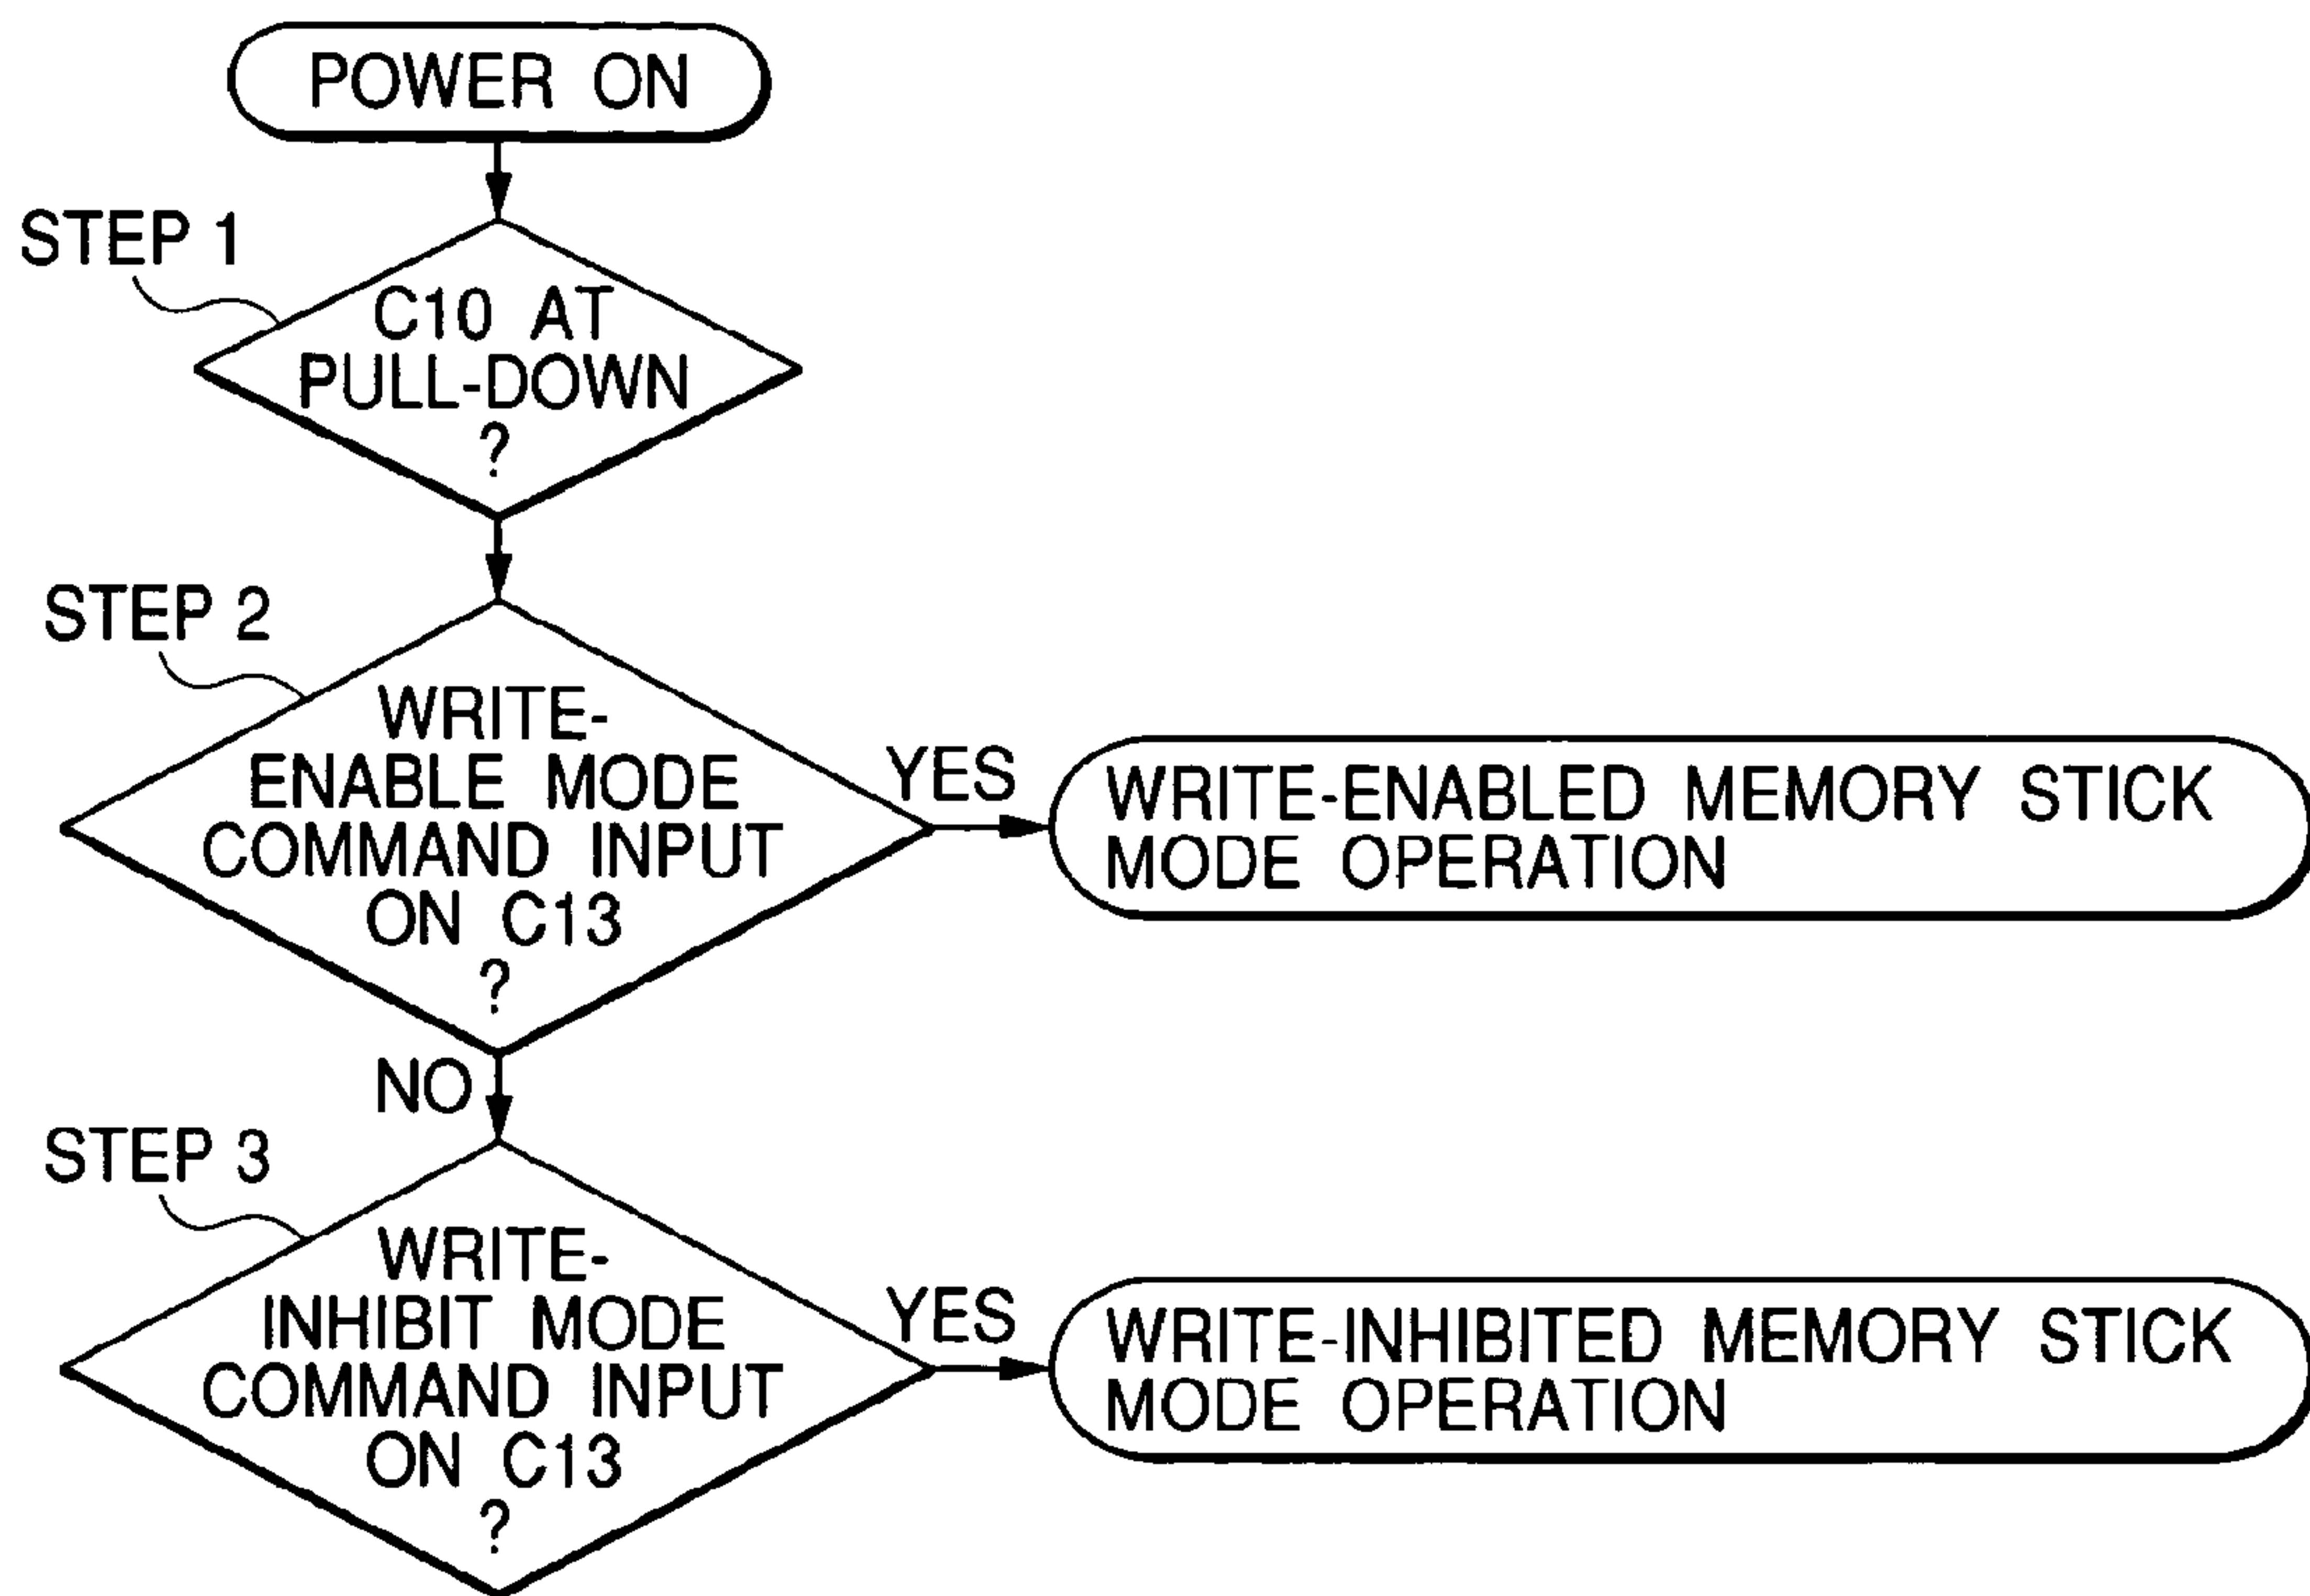 POWER ON
STEP 1
C10 AT
PULL-DOWN
?
STEP 2
WRITE-
ENABLE MODE
COMMAND INPUT
ON C13
?
YES
WRITE-ENABLED MEMORY STICK
MODE OPERATION
NO
STEP 3
WRITE-
INHIBIT MODE
COMMAND INPUT
ON C13
?
YES
WRITE-INHIBITED MEMORY STICK
MODE OPERATION